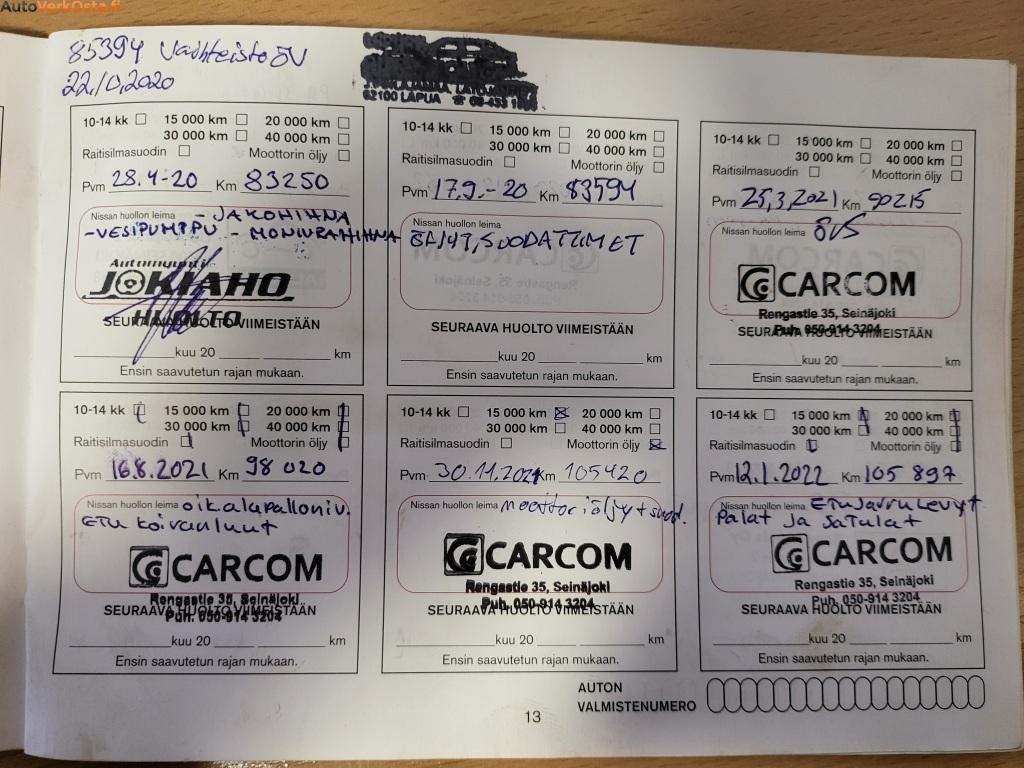 AutoVerkOsta.fi
85394 Vaihteisto ÖV
22,10,2020
62100 LAPUA ☎ 06-433
10-14 kk 15 000 km 20 000 km
30 000 km 40 000 km
Raitisilmasuodin Moottorin öljy
Pvm 28.4-20 Km 83250
Nissan huollon leima - JAKOHIHNA
-VESIPUMPPU - MONIURAHIHNA
Automyynti
JOKIAHO
HUOLTO
SEURAAVA HUOLTO VIIMEISTÄÄN
kuu 20 km
Ensin saavutetun rajan mukaan.
10-14 kk 15 000 km 20 000 km
30 000 km 40 000 km
Raitisilmasuodin Moottorin öljy
Pvm 17.9.-20 Km 83594
Nissan huollon leima
SUODATTIMET
SEURAAVA HUOLTO VIIMEISTÄÄN
kuu 20 km
Ensin saavutetun rajan mukaan.
10-14 kk 15 000 km 20 000 km
30 000 km 40 000 km
Raitisilmasuodin Moottorin öljy
Pvm 25,3,2021 Km 90215
Nissan huollon leima
ÖVS
CARCOM
Rengastie 35, Seinäjoki
Puh. 050-914 3204
SEURAAVA HUOLTO VIIMEISTÄÄN
kuu 20 km
Ensin saavutetun rajan mukaan.
10-14 kk 15 000 km 20 000 km
30 000 km 40 000 km
Raitisilmasuodin Moottorin öljy
Pvm 16.8.2021 Km 98 020
Nissan huollon leima oik.alapalloniv.
ETU Koiranluut
CARCOM
Rengastie 35, Seinäjoki
Puh. 050-914 3204
SEURAAVA HUOLTO VIIMEISTÄÄN
kuu 20 km
Ensin saavutetun rajan mukaan.
10-14 kk 15 000 km 20 000 km
30 000 km 40 000 km
Raitisilmasuodin Moottorin öljy
Pvm 30.11.2021 Km 105420
Nissan huollon leima moottoriöljy + suod.
CARCOM
Rengastie 35, Seinäjoki
Puh. 050-914 3204
SEURAAVA HUOLTO VIIMEISTÄÄN
kuu 20 km
Ensin saavutetun rajan mukaan.
10-14 kk 15 000 km 20 000 km
30 000 km 40 000 km
Raitisilmasuodin Moottorin öljy
Pvm 12.1.2022 Km 105 897
Nissan huollon leima ETUJarruLevyt
Palat ja Satulat
CARCOM
Rengastie 35, Seinäjoki
Puh. 050-914 3204
SEURAAVA HUOLTO VIIMEISTÄÄN
kuu 20 km
Ensin saavutetun rajan mukaan.
AUTON
VALMISTENUMERO
13